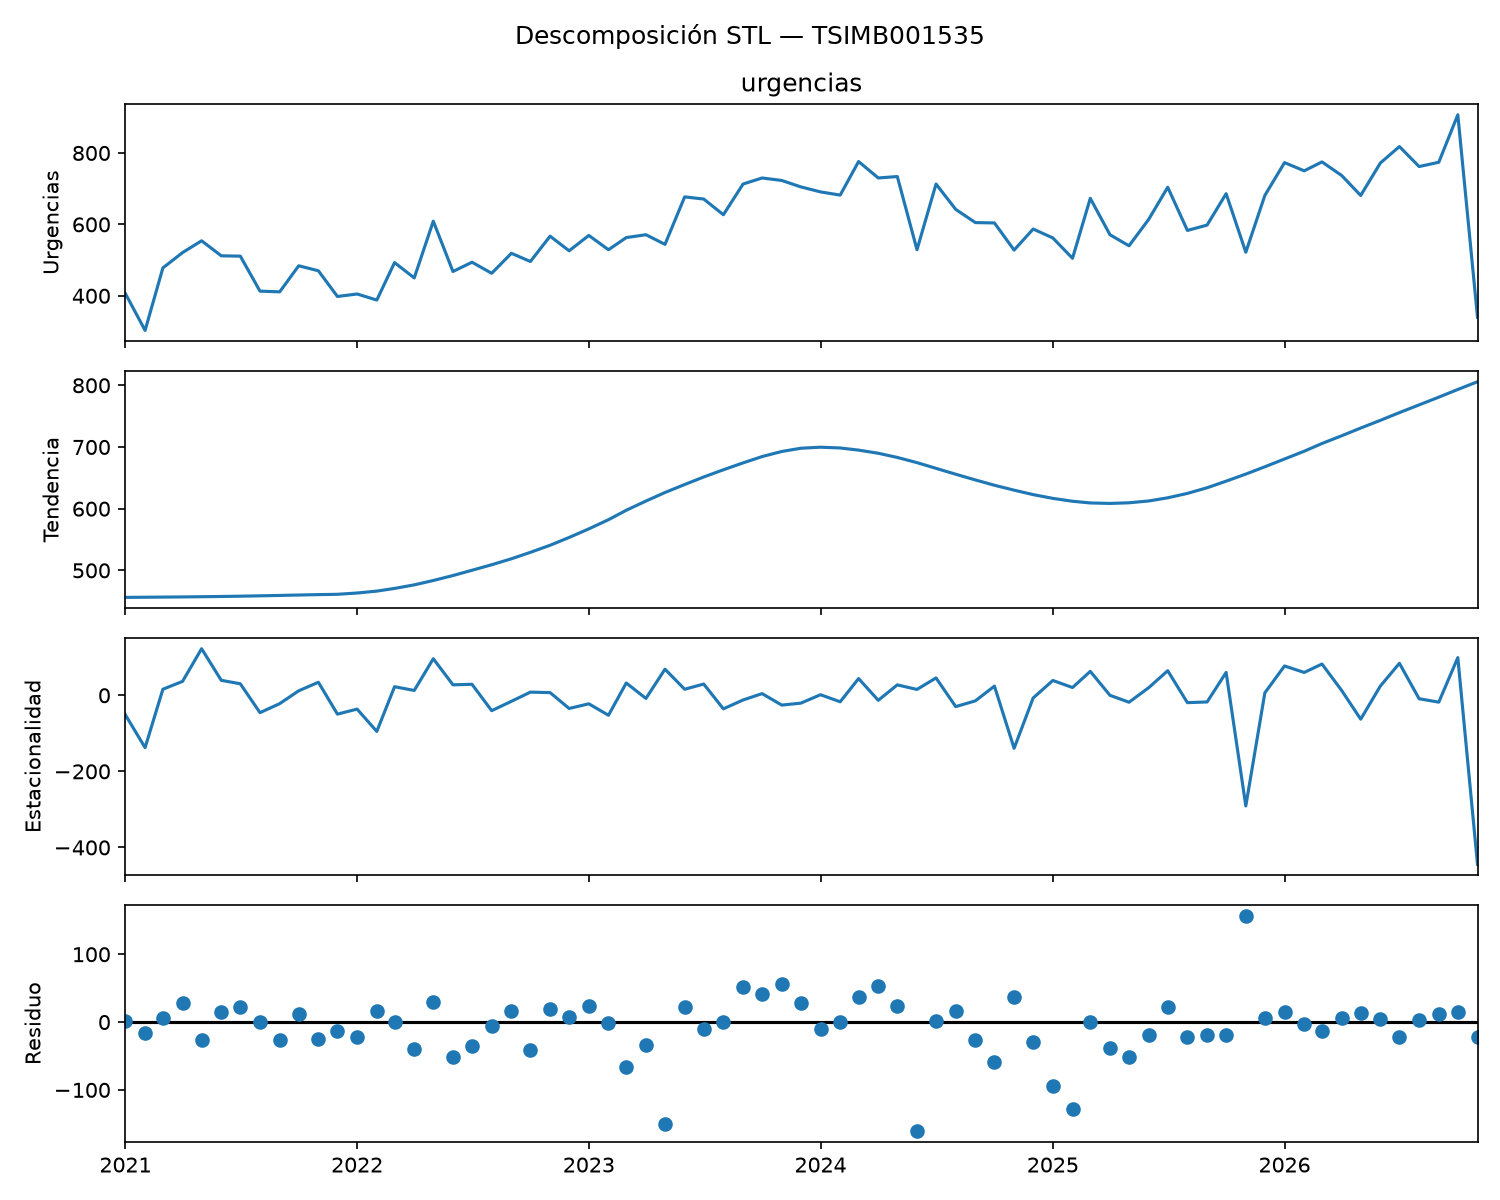 Descomposición STL — TSIMB001535
urgencias
Urgencias
800
600
400
Tendencia
800
700
600
500
Estacionalidad
0
−200
−400
Residuo
100
0
−100
2021 2022 2023 2024 2025 2026